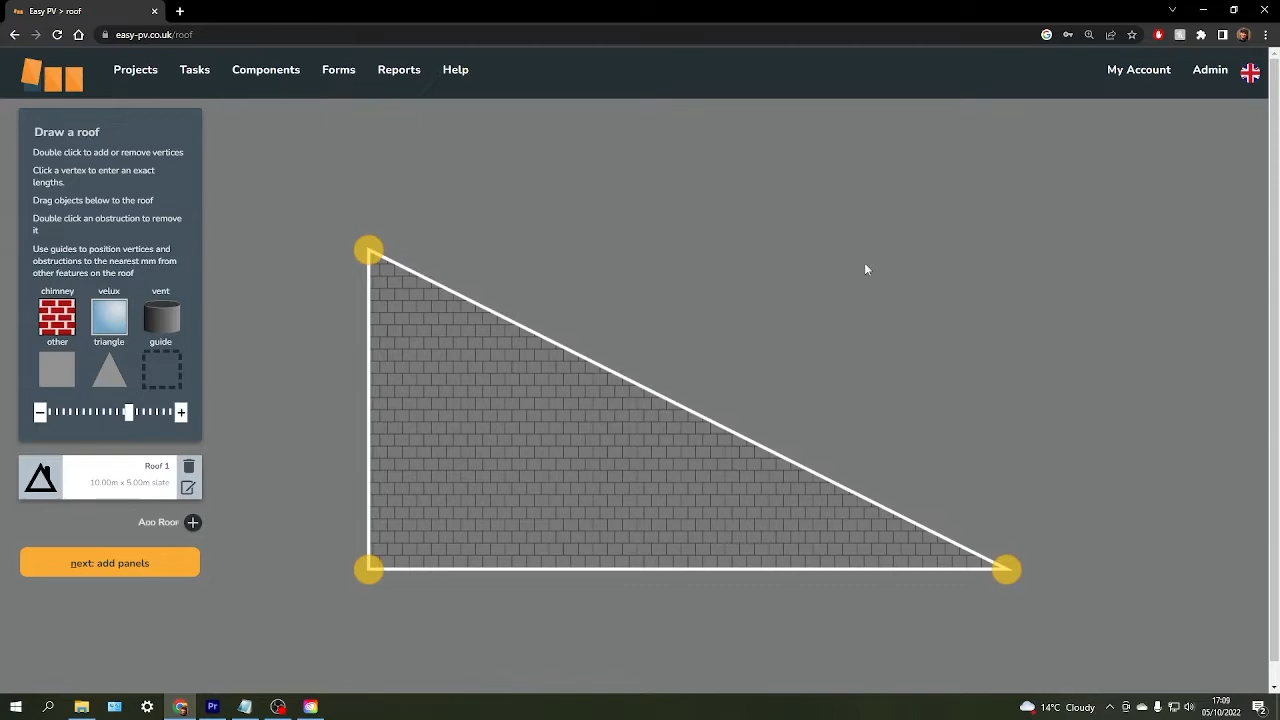 Easy PV > roof
easy-pv.co.uk/roof
Projects Tasks Components Forms Reports Help My Account Admin
Draw a roof
Double click to add or remove vertices
Click a vertex to enter an exact
lengths.
Drag objects below to the roof
Double click an obstruction to remove
it
Use guides to position vertices and
obstructions to the nearest mm from
other features on the roof
chimney velux vent
other triangle guide
Roof 1
10.00m x 5.00m slate
Add Roof
next: add panels
14°C Cloudy
17:09
05/10/2022
2